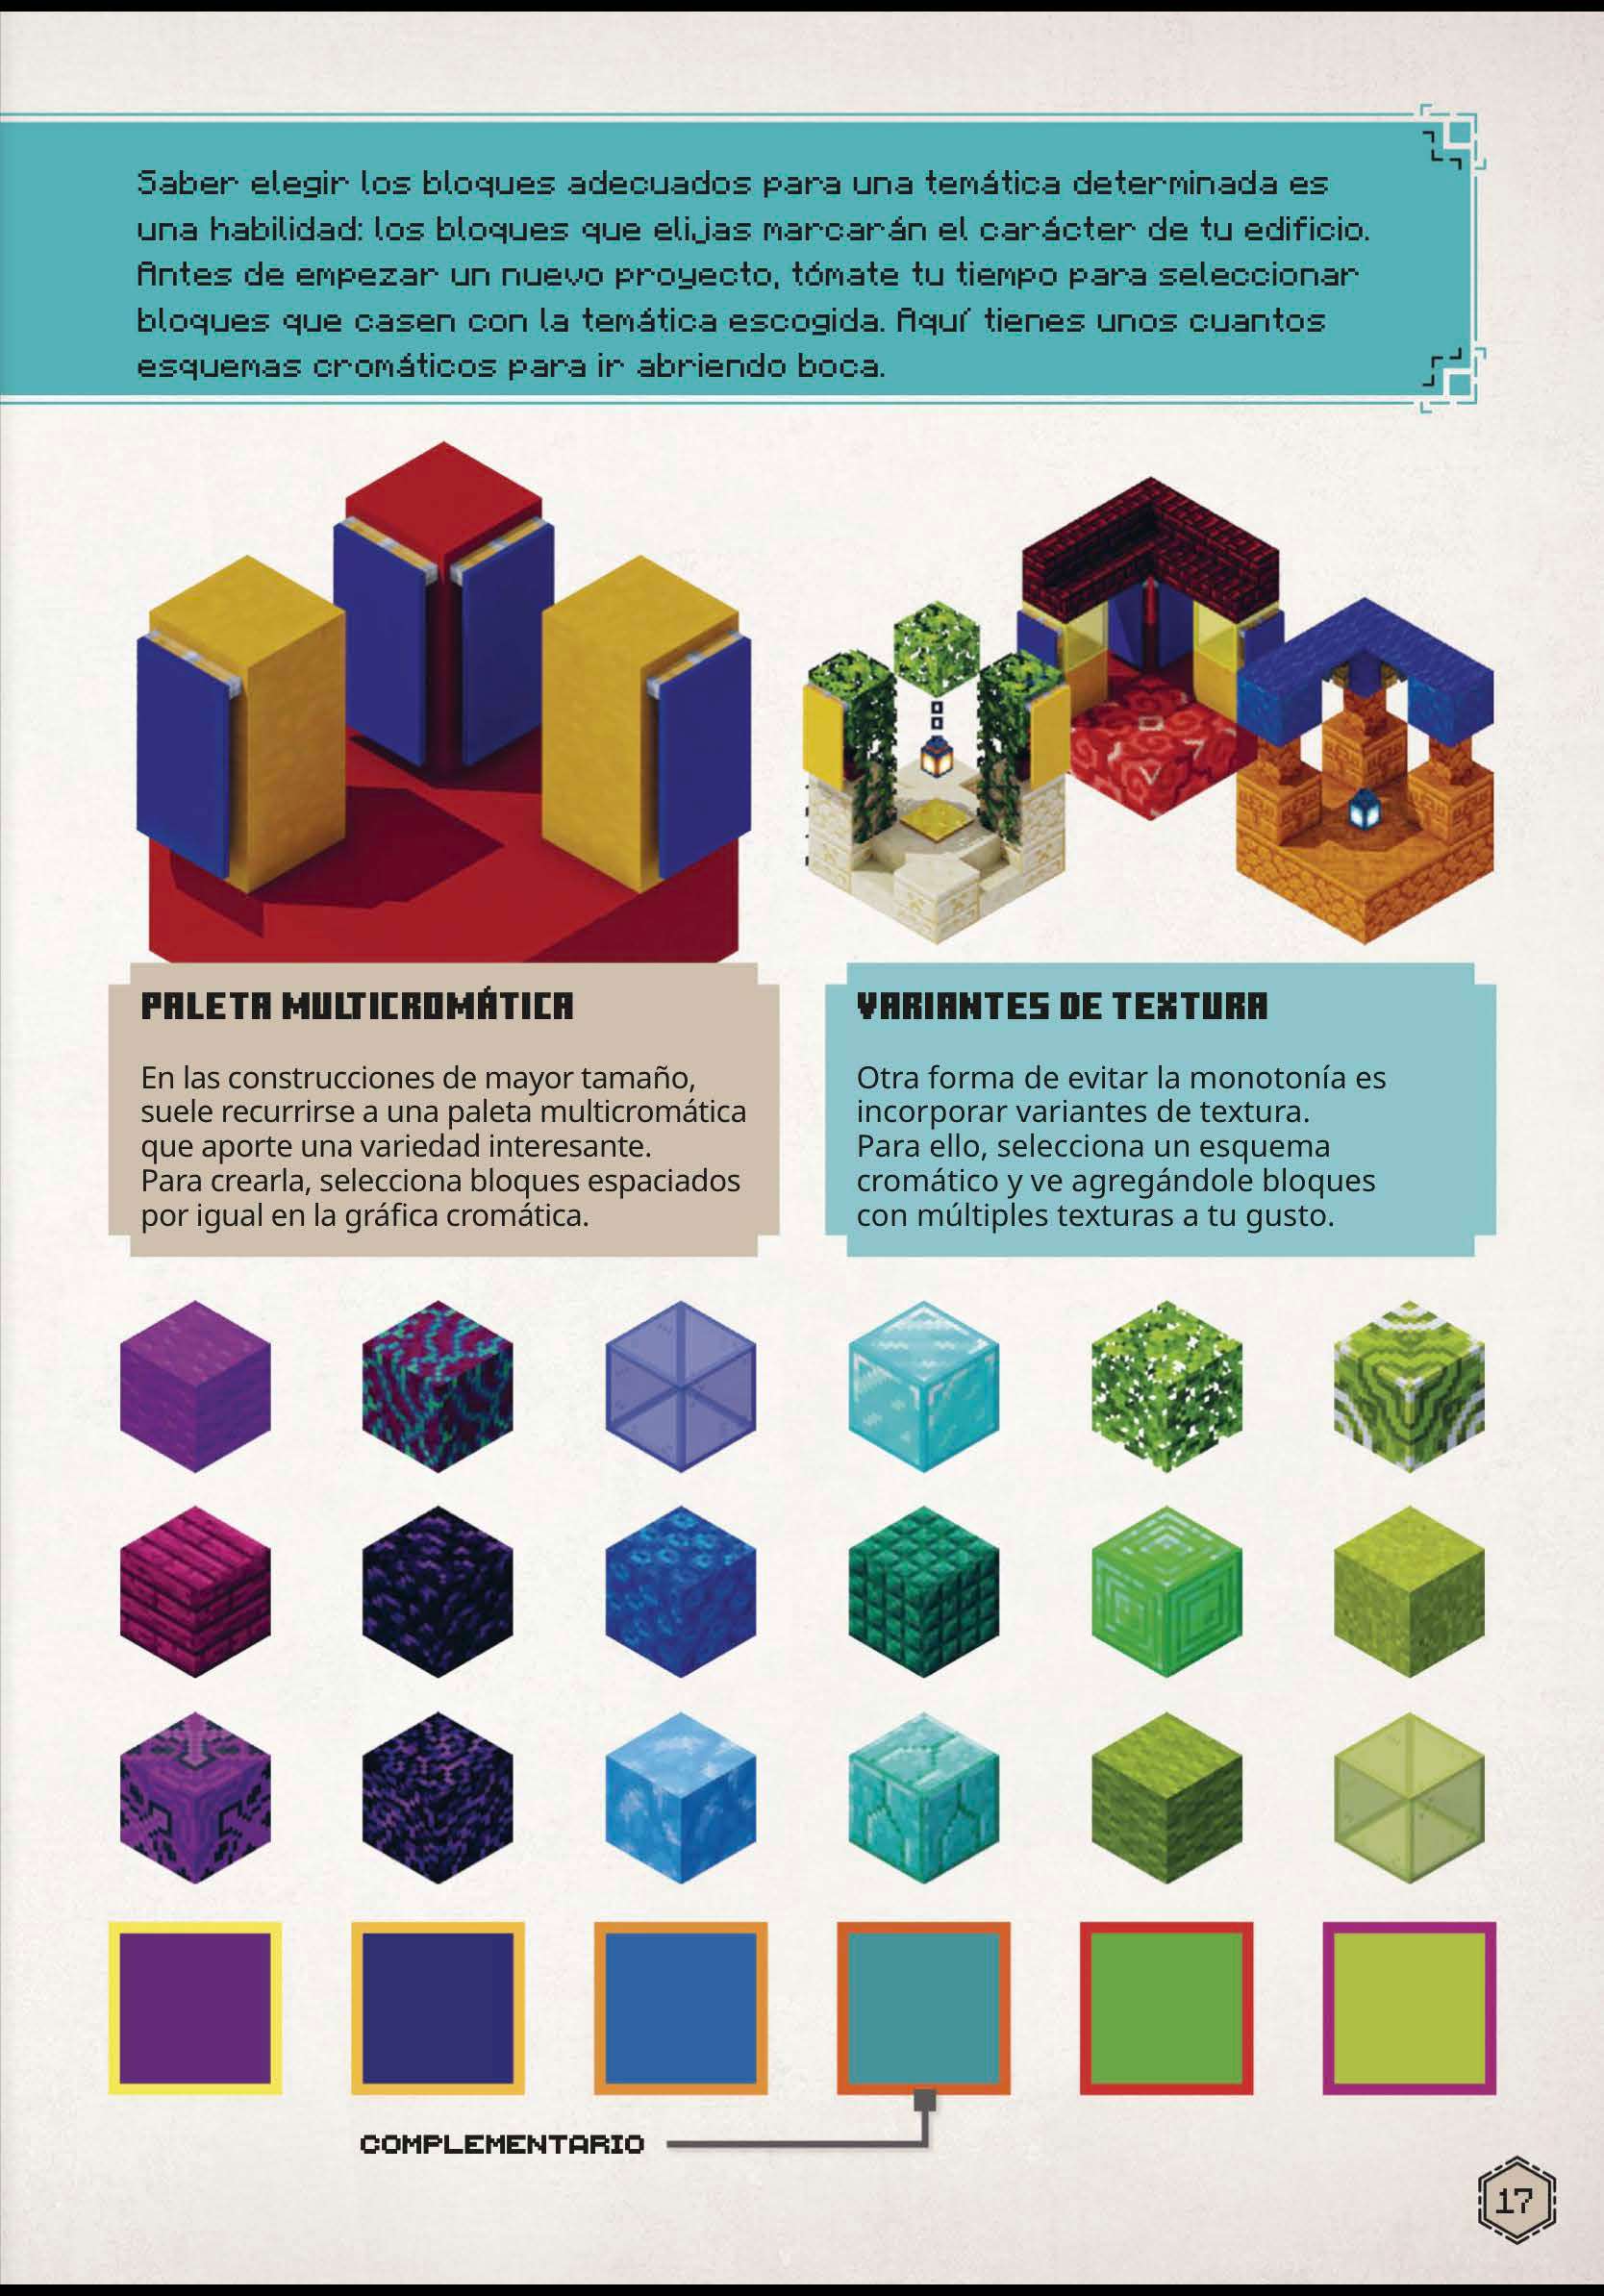 Saber elegir los bloques adecuados para una temática determinada es
una habilidad: los bloques que elijas marcarán el carácter de tu edificio.
Antes de empezar un nuevo proyecto, tómate tu tiempo para seleccionar
bloques que casen con la temática escogida. Aquí tienes unos cuantos
esquemas cromáticos para ir abriendo boca.
PALETA MULTICROMÁTICA
En las construcciones de mayor tamaño,
suele recurrirse a una paleta multicromática
que aporte una variedad interesante.
Para crearla, selecciona bloques espaciados
por igual en la gráfica cromática.
VARIANTES DE TEXTURA
Otra forma de evitar la monotonía es
incorporar variantes de textura.
Para ello, selecciona un esquema
cromático y ve agregándole bloques
con múltiples texturas a tu gusto.
COMPLEMENTARIO
17